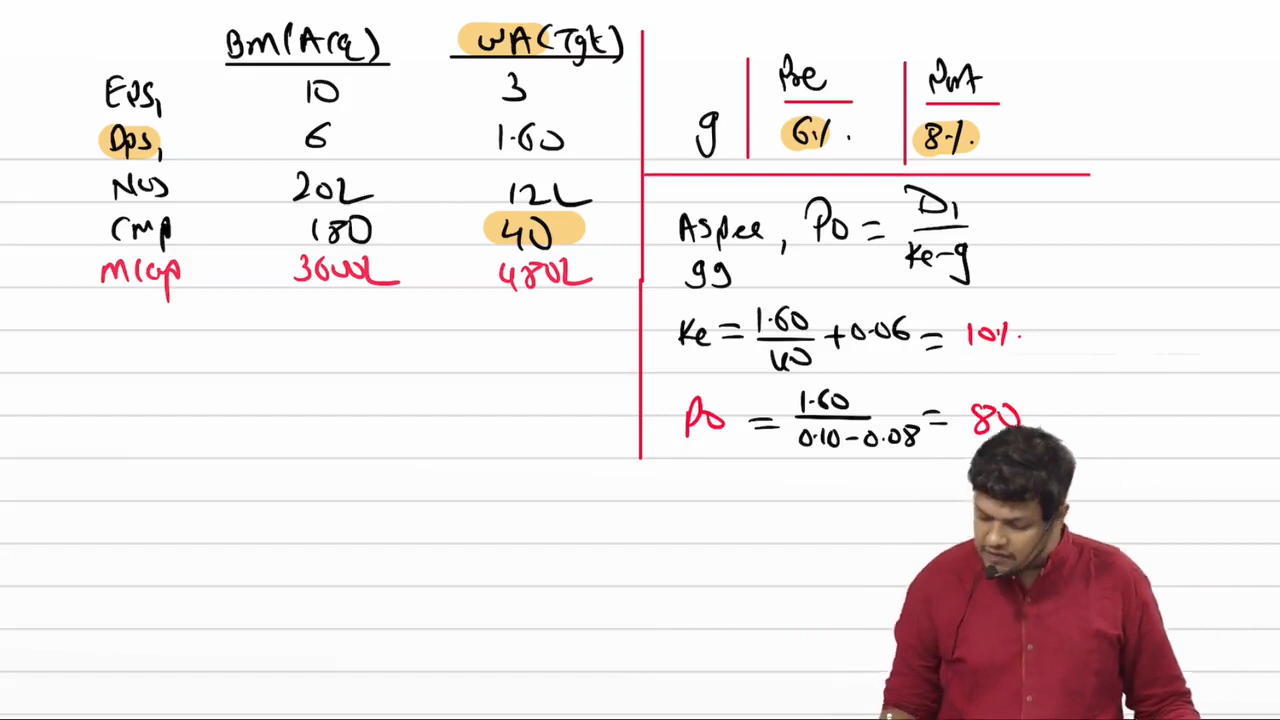 BM(Acq) WA(Tgt)
EPS1 10 3
DPS1 6 1.60
NOS 20L 12L
CMP 180 40
MCap 3600L 480L
Pre Post
g 6% 8%
As per gg, P0 = D1 / Ke-g
Ke = 1.60 / 40 + 0.06 = 10%
P0 = 1.60 / 0.10-0.08 = 80